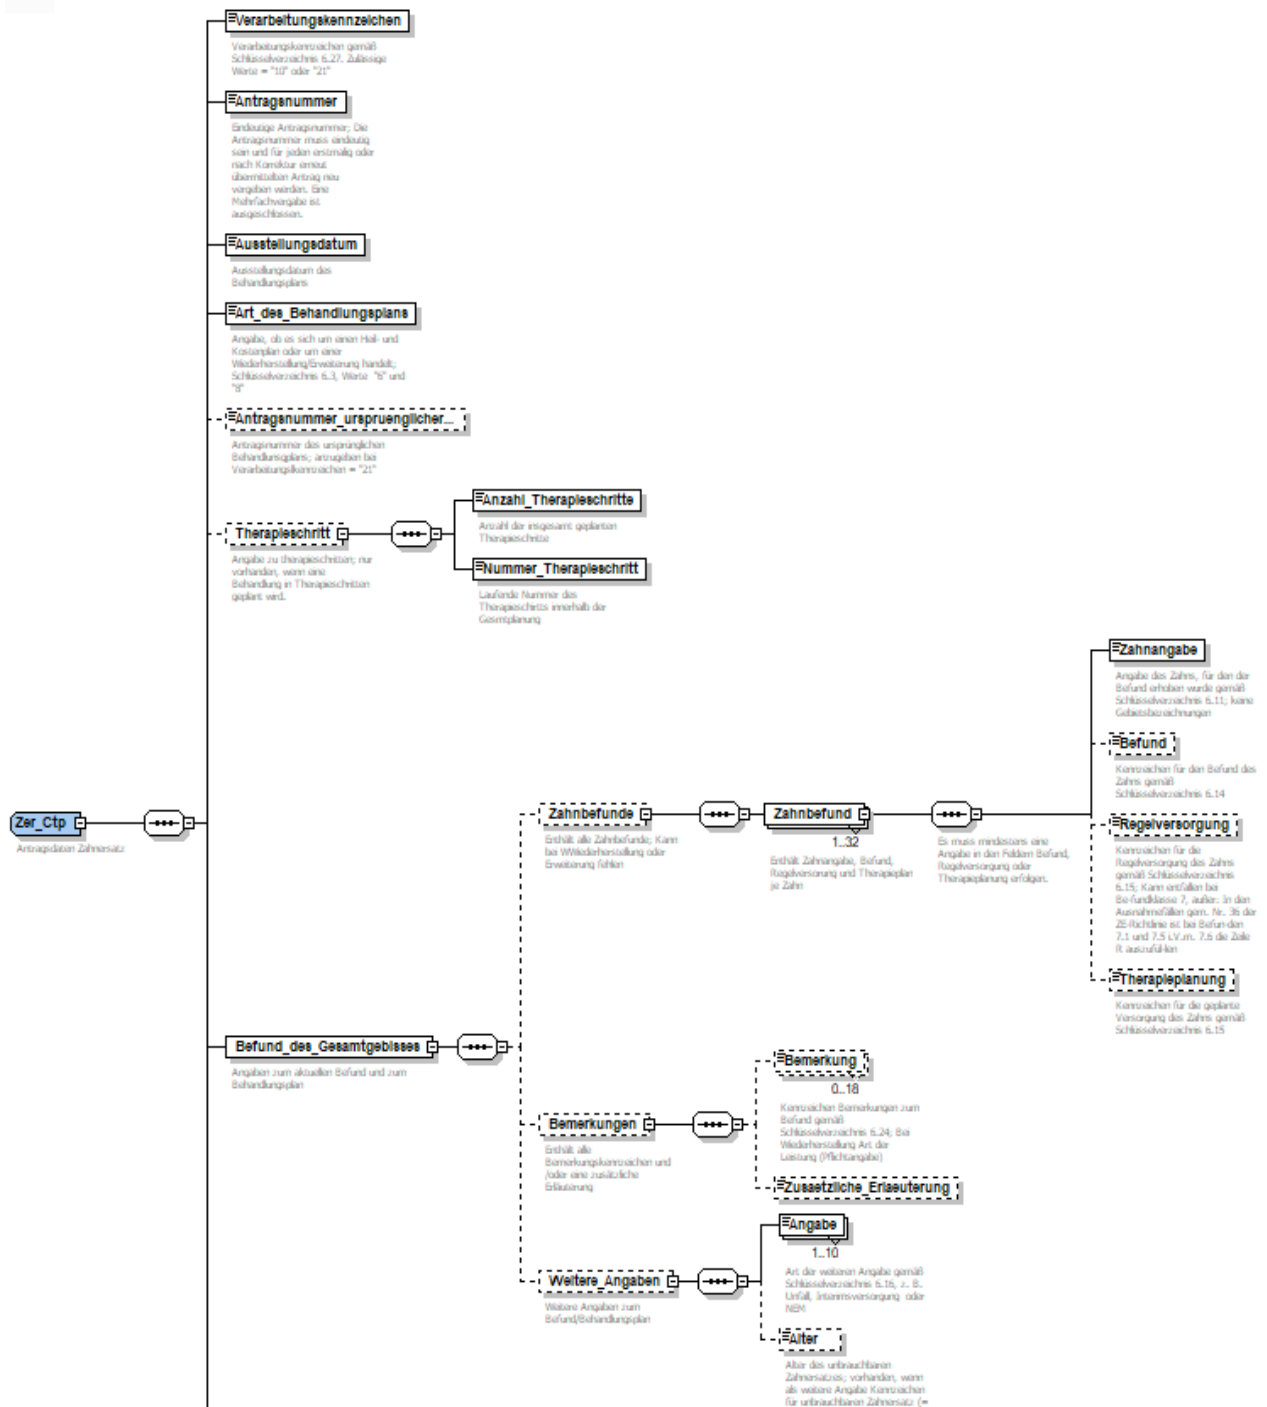 Verarbeitungskennzeichen
Verarbeitungskennzeichen gemäß
Schlüsselverzeichnis 6.27. Zulässige
Werte = "10" oder "21"
Antragsnummer
Eindeutige Antragsnummer; Die
Antragsnummer muss eindeutig
sein und für jeden erstmalig oder
nach Korrektur erneut
übermittelten Antrag neu
vergeben werden. Eine
Mehrfachvergabe ist
ausgeschlossen.
Ausstellungsdatum
Ausstellungsdatum des
Behandlungsplans
Art_des_Behandlungsplans
Angabe, ob es sich um einen Heil- und
Kostenplan oder um einer
Wiederherstellung/Erweiterung handelt;
Schlüsselverzeichnis 6.3, Werte "6" und
"8"
Antragsnummer_urspruenglicher...
Antragsnummer des ursprünglichen
Behandlunsgplans; anzugeben bei
Verarbeitungslkennzeichen = "21"
Therapieschritt
Angabe zu therapieschritten; nur
vorhanden, wenn eine
Behandlung in Therapieschritten
geplant wird.
Anzahl_Therapieschritte
Anzahl der insgesamt geplanten
Therapieschritte
Nummer_Therapieschritt
Laufende Nummer des
Therapieschirtts innerhalb der
Gesmtplanung
Zer_Ctp
Antragsdaten Zahnersatz
Befund_des_Gesamtgebisses
Angaben zum aktuellen Befund und zum
Behandlungsplan
Zahnbefunde
Enthält alle Zahnbefunde; Kann
bei WWiederherstellung oder
Erweiterung fehlen
Zahnbefund
1..32
Enthält Zahnangabe, Befund,
Regelversorung und Therapieplan
je Zahn
Es muss mindestens eine
Angabe in den Feldern Befund,
Regelversorgung oder
Therapieplanung erfolgen.
Zahnangabe
Angabe des Zahns, für den der
Befund erhoben wurde gemäß
Schlüsselverzeichnis 6.11; keine
Gebietsbezeichnungen
Befund
Kennzeichen für den Befund des
Zahns gemäß
Schlüsselverzeichnis 6.14
Regelversorgung
Kennzeichen für die
Regelversorgung des Zahns
gemäß Schlüsselverzeichnis
6.15; Kann entfallen bei
Be-fundklasse 7, außer: In den
Ausnahmefällen gem. Nr. 36 der
ZE-Richtlinie ist bei Befun-den
7.1 und 7.5 i.V.m. 7.6 die Zeile
R auszufül-len
Therapieplanung
Kennzeichen für die geplante
Versorgung des Zahns gemäß
Schlüsselverzeichnis 6.15
Bemerkungen
Enthält alle
Bemerkungskennzeichen und
/oder eine zusätzliche
Erläuterung
Bemerkung
0..18
Kennzeichen Bemerkungen zum
Befund gemäß
Schlüsselverzeichnis 6.24; Bei
Wiederherstellung Art der
Leistung (Pflichtangabe)
Zusaetzliche_Erlaeuterung
Weitere_Angaben
Weitere Angaben zum
Befund/Behandlungsplan
Angabe
1..10
Art der weiteren Angabe gemäß
Schlüsselverzeichnis 6.16, z. B.
Unfall, Interimsversorgung oder
NEM
Alter
Alter des unbrauchbaren
Zahnersatzes; vorhanden, wenn
als weitere Angabe Kennzeichen
für unbrauchbaren Zahnersatz (=